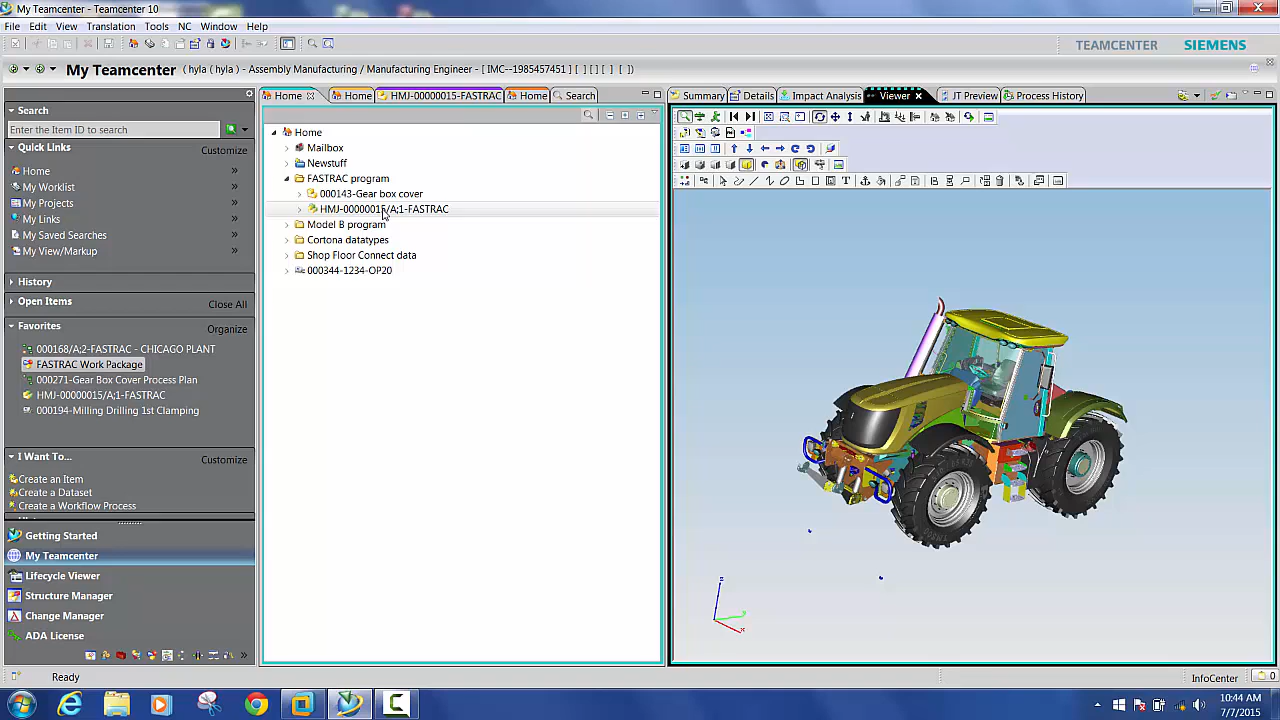 My Teamcenter - Teamcenter 10
File Edit View Translation Tools NC Window Help
TEAMCENTER SIEMENS
My Teamcenter ( hyla ( hyla ) - Assembly Manufacturing / Manufacturing Engineer - [ IMC--1985457451 ] [ ] [ ] [ ] [ ] )
Home Home HMJ-00000015-FASTRAC Home Search
Summary Details Impact Analysis Viewer JT Preview Process History
Search
Enter the Item ID to search
Quick Links Customize
Home
My Worklist
My Projects
My Links
My Saved Searches
My View/Markup
History
Open Items Close All
Favorites Organize
000168/A;2-FASTRAC - CHICAGO PLANT
FASTRAC Work Package
000271-Gear Box Cover Process Plan
HMJ-00000015/A;1-FASTRAC
000194-Milling Drilling 1st Clamping
I Want To... Customize
Create an Item
Create a Dataset
Create a Workflow Process
Getting Started
My Teamcenter
Lifecycle Viewer
Structure Manager
Change Manager
ADA License
Home
Mailbox
Newstuff
FASTRAC program
000143-Gear box cover
HMJ-00000015/A;1-FASTRAC
Model B program
Cortona datatypes
Shop Floor Connect data
000344-1234-OP20
Z
Y
X
Ready
InfoCenter 0
10:44 AM
7/7/2015